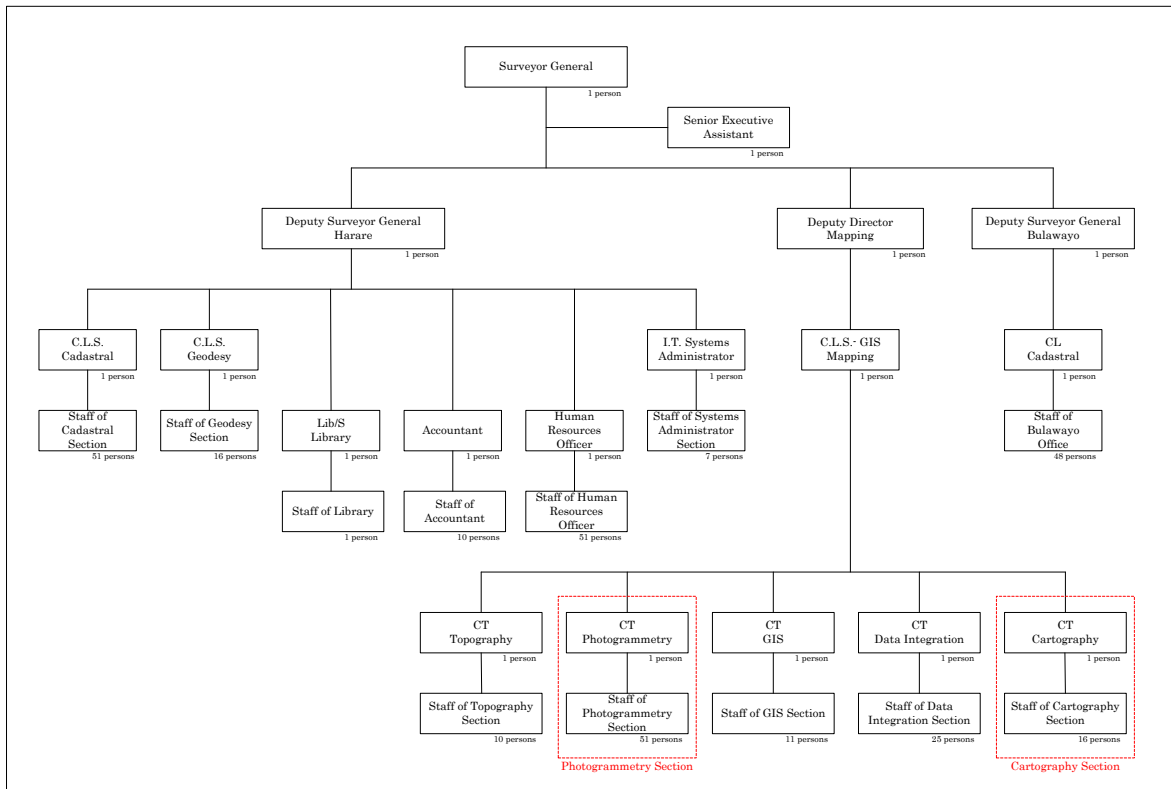 Surveyor General
1 person
Senior Executive
Assistant
1 person
Deputy Surveyor General
Harare
1 person
Deputy Director
Mapping
1 person
Deputy Surveyor General
Bulawayo
1 person
C.L.S.
Cadastral
1 person
C.L.S.
Geodesy
1 person
I.T. Systems
Administrator
1 person
C.L.S.- GIS
Mapping
1 person
CL
Cadastral
1 person
Staff of
Cadastral
Section
51 persons
Staff of Geodesy
Section
16 persons
Lib/S
Library
1 person
Accountant
1 person
Human
Resources
Officer
1 person
Staff of Systems
Administrator
Section
7 persons
Staff of
Bulawayo
Office
48 persons
Staff of Library
1 person
Staff of
Accountant
10 persons
Staff of Human
Resources
Officer
51 persons
CT
Topography
1 person
CT
Photogrammetry
1 person
CT
GIS
1 person
CT
Data Integration
1 person
CT
Cartography
1 person
Staff of Topography
Section
10 persons
Staff of
Photogrammetry
Section
51 persons
Staff of GIS Section
11 persons
Staff of Data
Integration Section
25 persons
Staff of Cartography
Section
16 persons
Photogrammetry Section
Cartography Section